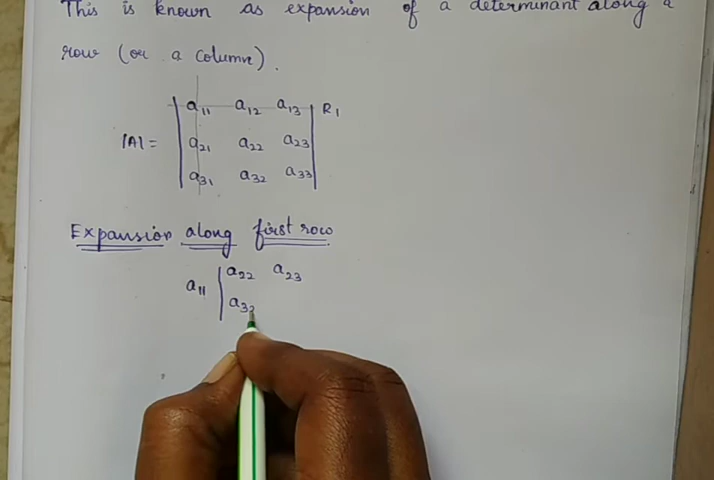 This is known as expansion of a determinant along a
row (or a column).
|A| = | a₁₁ a₁₂ a₁₃ | R₁
| a₂₁ a₂₂ a₂₃ |
| a₃₁ a₃₂ a₃₃ |
Expansion along first row
a₁₁ | a₂₂ a₂₃
| a₃₂